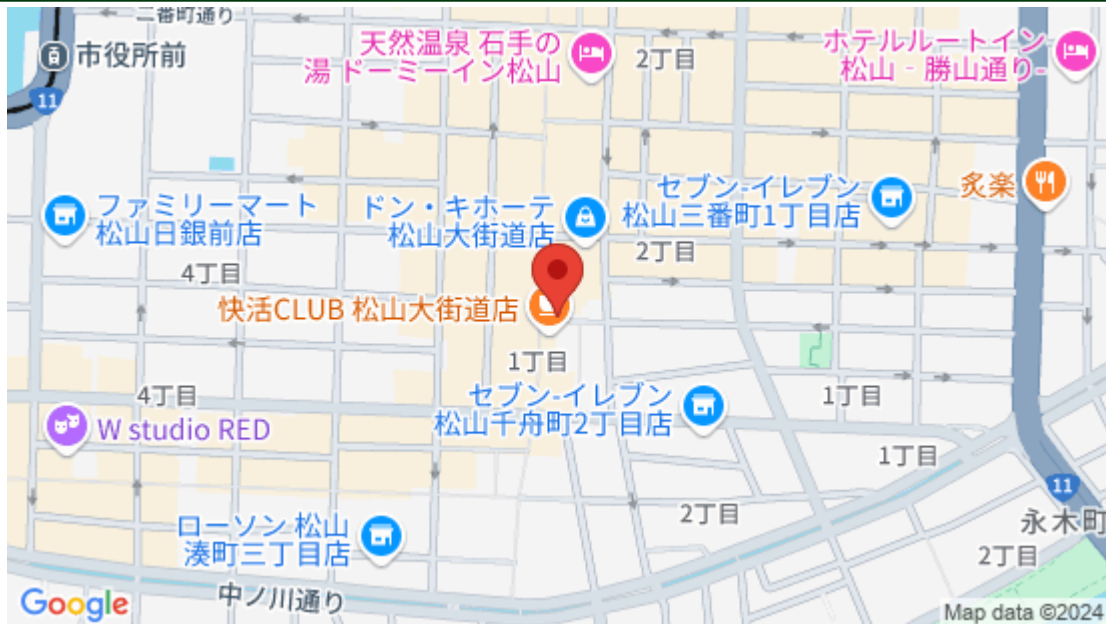 二番町通り
市役所前
11
天然温泉 石手の
湯 ドーミーイン松山
2丁目
ホテルルートイン
松山 - 勝山通り-
ファミリーマート
松山日銀前店
ドン・キホーテ
松山大街道店
セブン-イレブン
松山三番町1丁目店
炙楽
2丁目
4丁目
快活CLUB 松山大街道店
1丁目
4丁目
セブン-イレブン
松山千舟町2丁目店
1丁目
W studio RED
1丁目
11
2丁目
永木町
2丁目
ローソン 松山
湊町三丁目店
中ノ川通り
Google
Map data ©2024